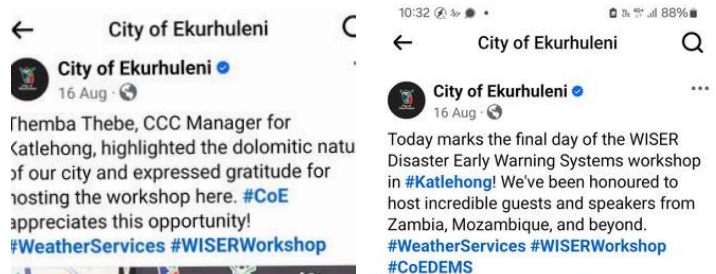 City of Ekurhuleni
City of Ekurhuleni
16 Aug
Themba Thebe, CCC Manager for
Katlehong, highlighted the dolomitic natu
of our city and expressed gratitude for
hosting the workshop here. #CoE
appreciates this opportunity!
#WeatherServices #WISERWorkshop
10:32 88%
City of Ekurhuleni
City of Ekurhuleni
16 Aug
Today marks the final day of the WISER
Disaster Early Warning Systems workshop
in #Katlehong! We've been honoured to
host incredible guests and speakers from
Zambia, Mozambique, and beyond.
#WeatherServices #WISERWorkshop
#CoEDEMS